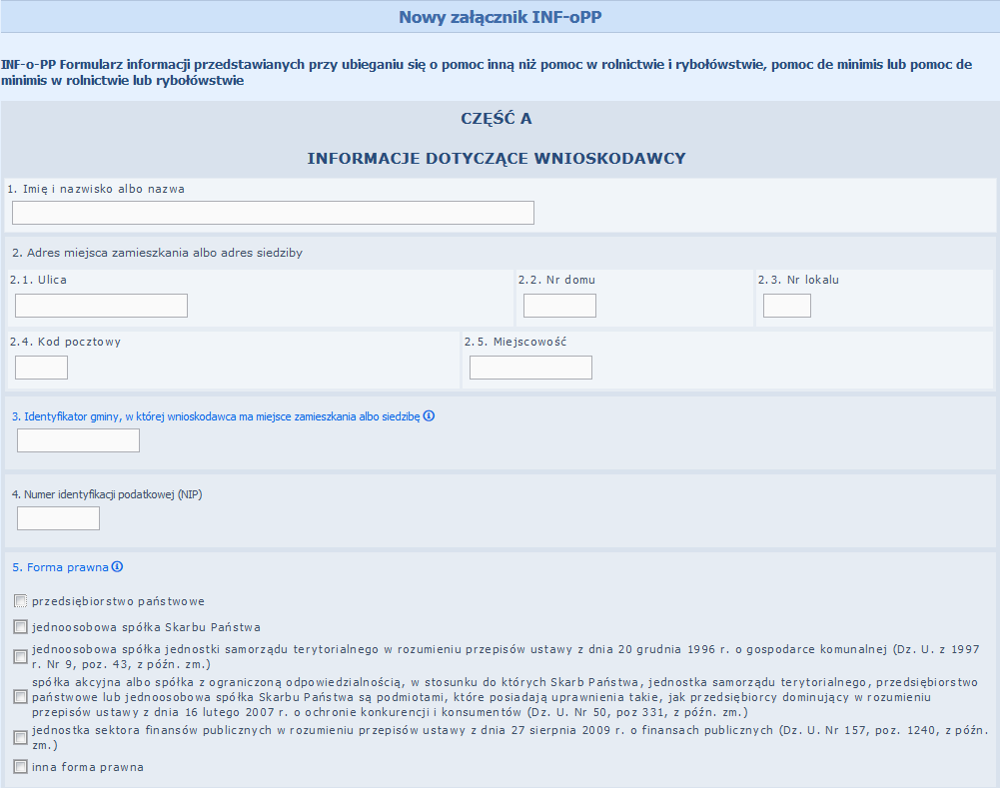 Nowy załącznik INF-oPP
INF-o-PP Formularz informacji przedstawianych przy ubieganiu się o pomoc inną niż pomoc w rolnictwie i rybołówstwie, pomoc de minimis lub pomoc de
minimis w rolnictwie lub rybołówstwie
CZĘŚĆ A
INFORMACJE DOTYCZĄCE WNIOSKODAWCY
1. Imię i nazwisko albo nazwa
2. Adres miejsca zamieszkania albo adres siedziby
2.1. Ulica
2.2. Nr domu
2.3. Nr lokalu
2.4. Kod pocztowy
2.5. Miejscowość
3. Identyfikator gminy, w której wnioskodawca ma miejsce zamieszkania albo siedzibę
4. Numer identyfikacji podatkowej (NIP)
5. Forma prawna
przedsiębiorstwo państwowe
jednoosobowa spółka Skarbu Państwa
jednoosobowa spółka jednostki samorządu terytorialnego w rozumieniu przepisów ustawy z dnia 20 grudnia 1996 r. o gospodarce komunalnej (Dz. U. z 1997
r. Nr 9, poz. 43, z późn. zm.)
spółka akcyjna albo spółka z ograniczoną odpowiedzialnością, w stosunku do których Skarb Państwa, jednostka samorządu terytorialnego, przedsiębiorstwo
państwowe lub jednoosobowa spółka Skarbu Państwa są podmiotami, które posiadają uprawnienia takie, jak przedsiębiorcy dominujący w rozumieniu
przepisów ustawy z dnia 16 lutego 2007 r. o ochronie konkurencji i konsumentów (Dz. U. Nr 50, poz 331, z późn. zm.)
jednostka sektora finansów publicznych w rozumieniu przepisów ustawy z dnia 27 sierpnia 2009 r. o finansach publicznych (Dz. U. Nr 157, poz. 1240, z późn.
zm.)
inna forma prawna